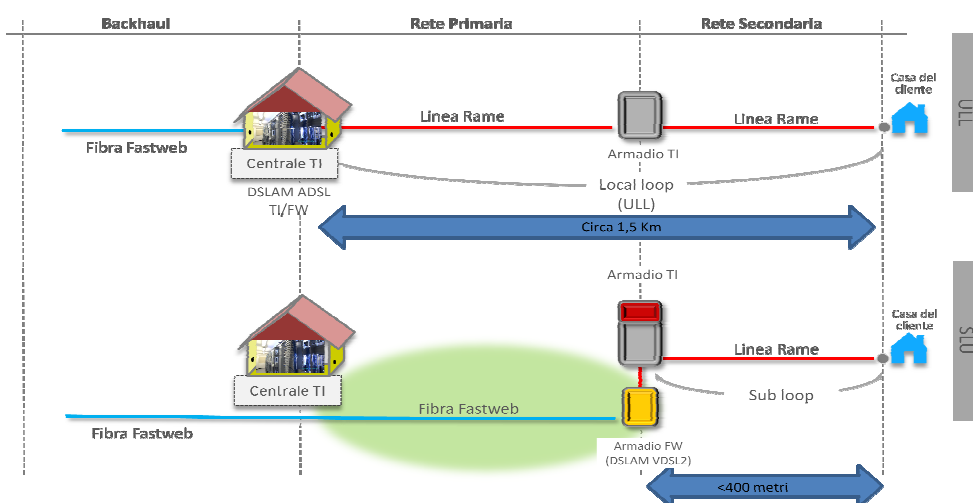 Backhaul
Rete Primaria
Rete Secondaria
Casa del
cliente
ULL
Linea Rame
Linea Rame
Fibra Fastweb
Centrale TI
Armadio TI
DSLAM ADSL
TI/FW
Local loop
(ULL)
Circa 1,5 Km
Armadio TI
Casa del
cliente
SLU
Linea Rame
Centrale TI
Sub loop
Fibra Fastweb
Fibra Fastweb
Armadio FW
(DSLAM VDSL2)
<400 metri